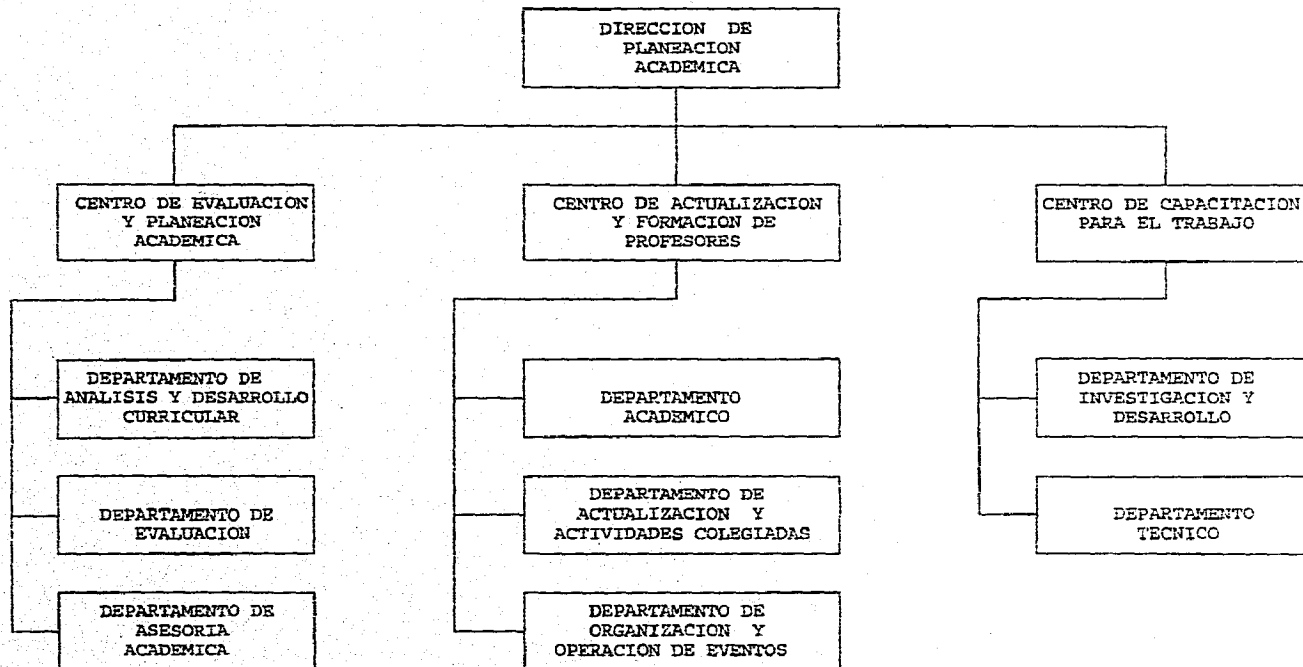 DIRECCION DE
PLANEACION
ACADEMICA
CENTRO DE EVALUACION
Y PLANEACION
ACADEMICA
CENTRO DE ACTUALIZACION
Y FORMACION DE
PROFESORES
CENTRO DE CAPACITACION
PARA EL TRABAJO
DEPARTAMENTO DE
ANALISIS Y DESARROLLO
CURRICULAR
DEPARTAMENTO
ACADEMICO
DEPARTAMENTO DE
INVESTIGACION Y
DESARROLLO
DEPARTAMENTO DE
EVALUACION
DEPARTAMENTO DE
ACTUALIZACION Y
ACTIVIDADES COLEGIADAS
DEPARTAMENTO
TECNICO
DEPARTAMENTO DE
ASESORIA
ACADEMICA
DEPARTAMENTO DE
ORGANIZACION Y
OPERACION DE EVENTOS